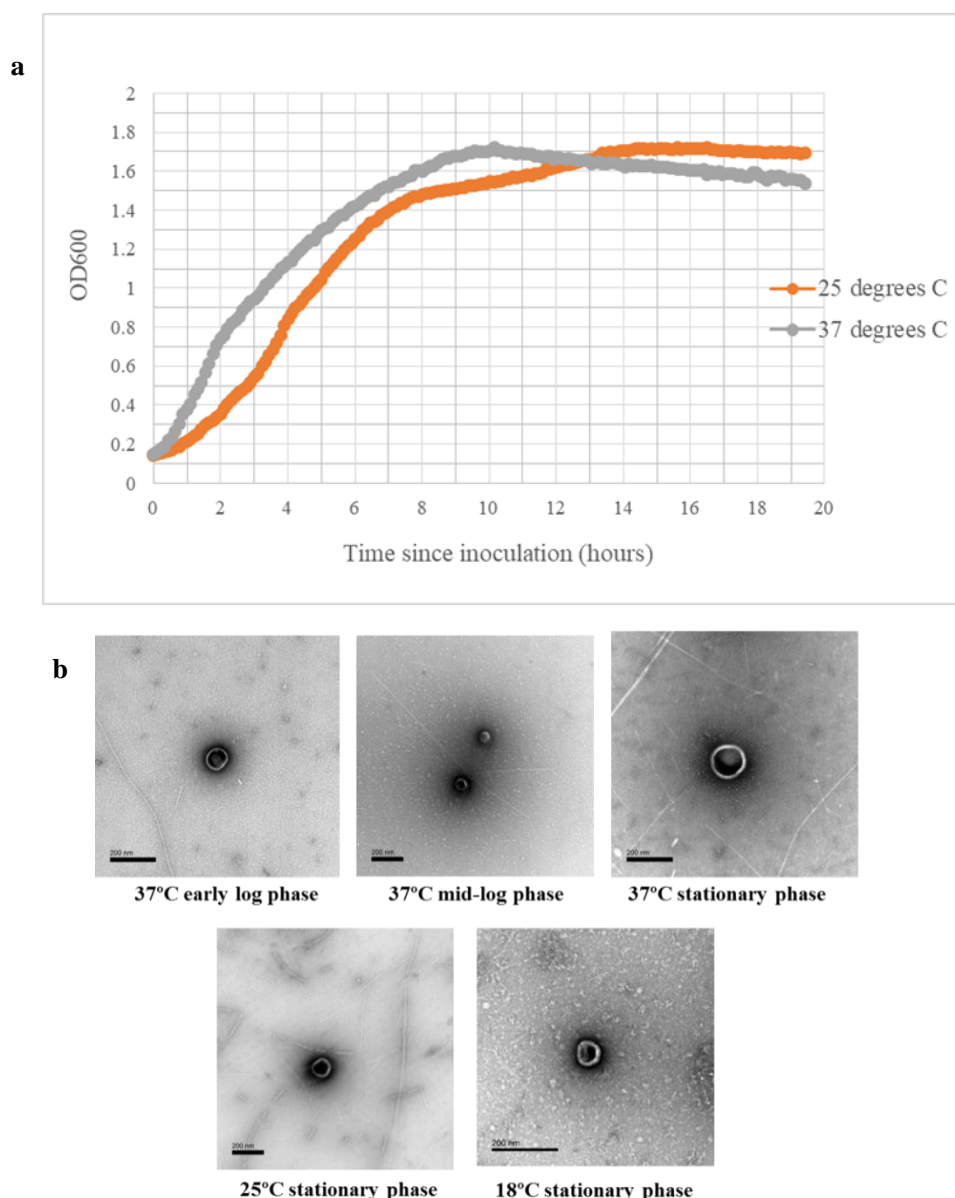 a
2
1.8
1.6
1.4
1.2
1
0.8
0.6
0.4
0.2
0
OD600
0 2 4 6 8 10 12 14 16 18 20
Time since inoculation (hours)
25 degrees C
37 degrees C
b
200 nm
200 nm
200 nm
37ºC early log phase
37ºC mid-log phase
37ºC stationary phase
200 nm
200 nm
25ºC stationary phase
18ºC stationary phase